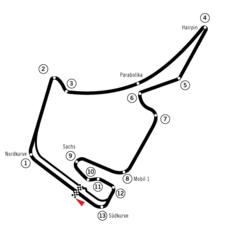 4
Hairpin
2
3
Parabolika
5
6
7
Sachs
Nordkurve
9
1
10
8 Mobil 1
11
12
13 Südkurve